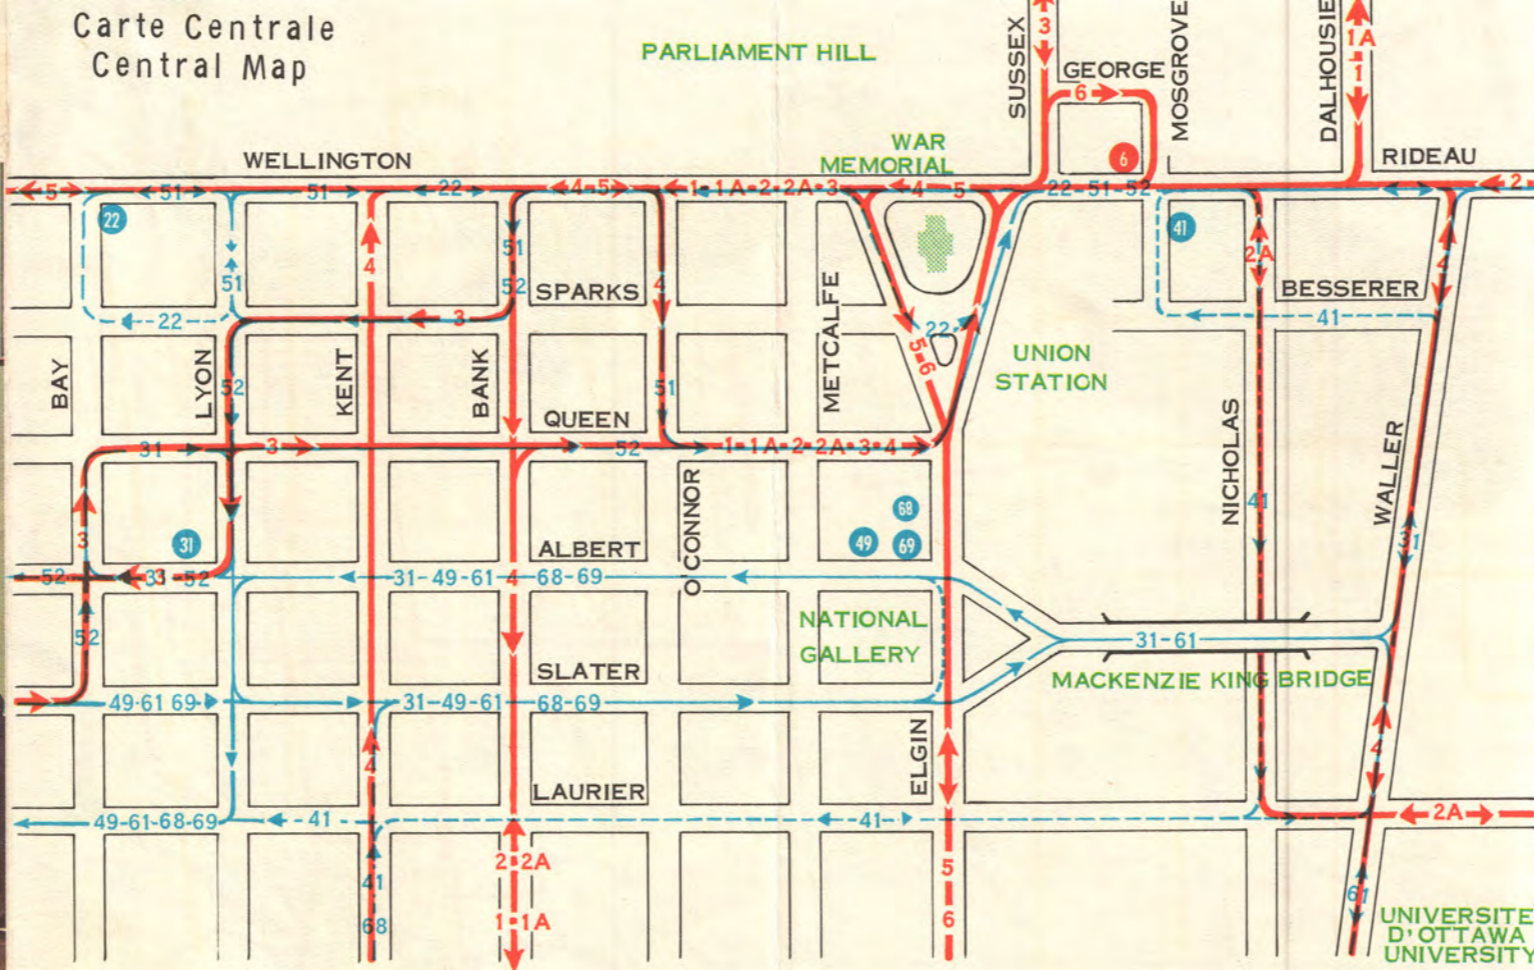 Carte Centrale
Central Map
PARLIAMENT HILL
SUSSEX
3
GEORGE
6
MOSGROVE
DALHOUSIE
1A
1
WAR
MEMORIAL
6
RIDEAU
WELLINGTON
5
51
51
22
4-5
1-1A-2-2A-3
4
5
22-51-52
2
22
41
51
4
51
52
SPARKS
4
METCALFE
2A
4
BESSERER
22
3
22
41
BAY
LYON
KENT
BANK
52
51
5-6
UNION
STATION
QUEEN
31
3
52
1-1A-2-2A-3-4
NICHOLAS
WALLER
O'CONNOR
41
3
31
68
49
69
31
ALBERT
52
33
52
31-49-61
4
68-69
52
NATIONAL
GALLERY
31-61
MACKENZIE KING BRIDGE
SLATER
49-61 69
31-49-61
68-69
4
ELGIN
4
LAURIER
49-61-68-69
41
41
2A
2-2A
41
5
68
1-1A
6
61
UNIVERSITE
D'OTTAWA
UNIVERSITY